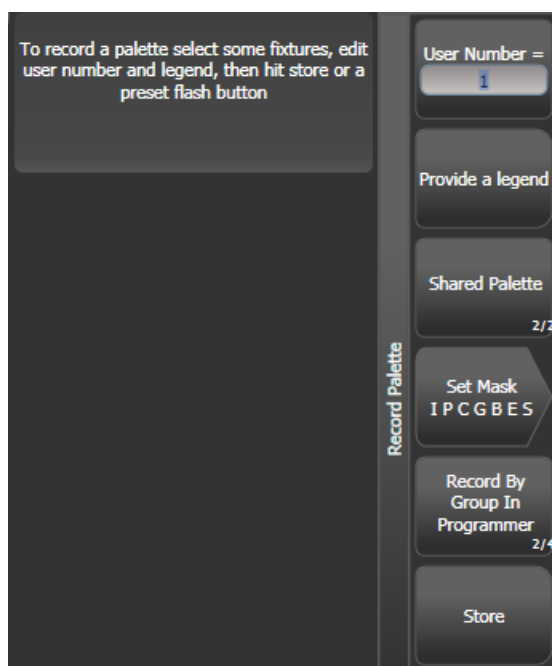 To record a palette select some fixtures, edit
user number and legend, then hit store or a
preset flash button
Record Palette
User Number =
1
Provide a legend
Shared Palette
2/2
Set Mask
I P C G B E S
Record By
Group In
Programmer
2/4
Store